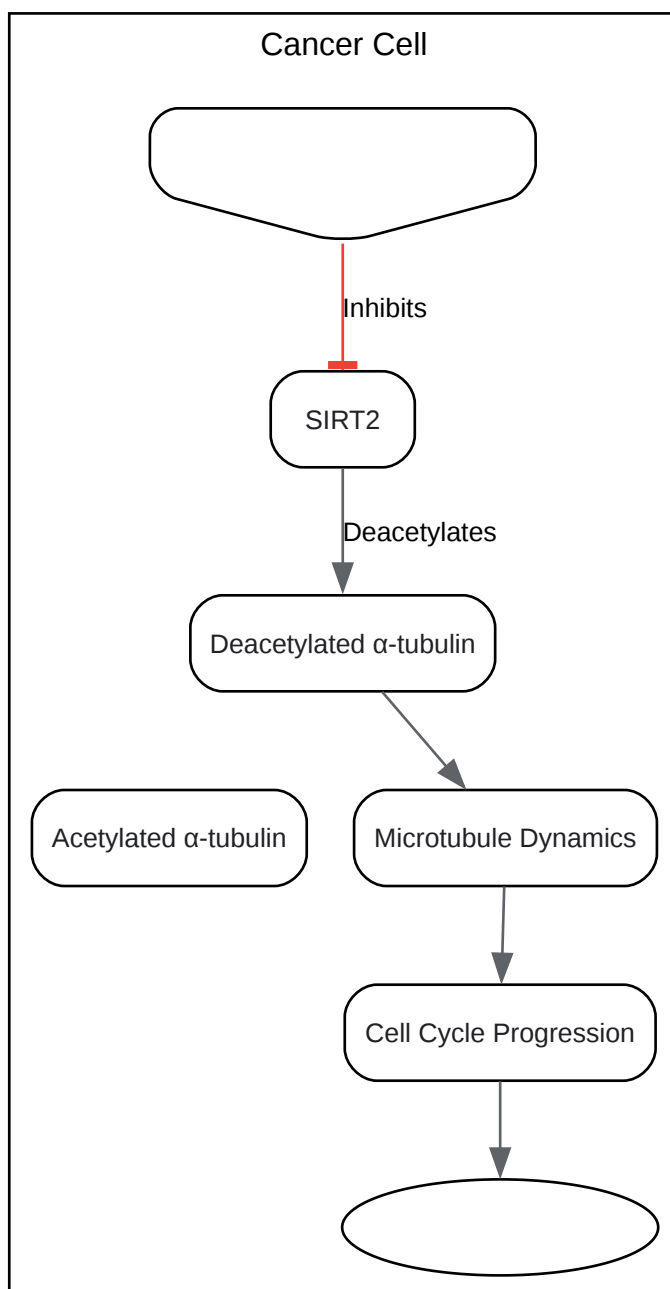 Cancer Cell
Inhibits
SIRT2
Deacetylates
Deacetylated α-tubulin
Acetylated α-tubulin
Microtubule Dynamics
Cell Cycle Progression